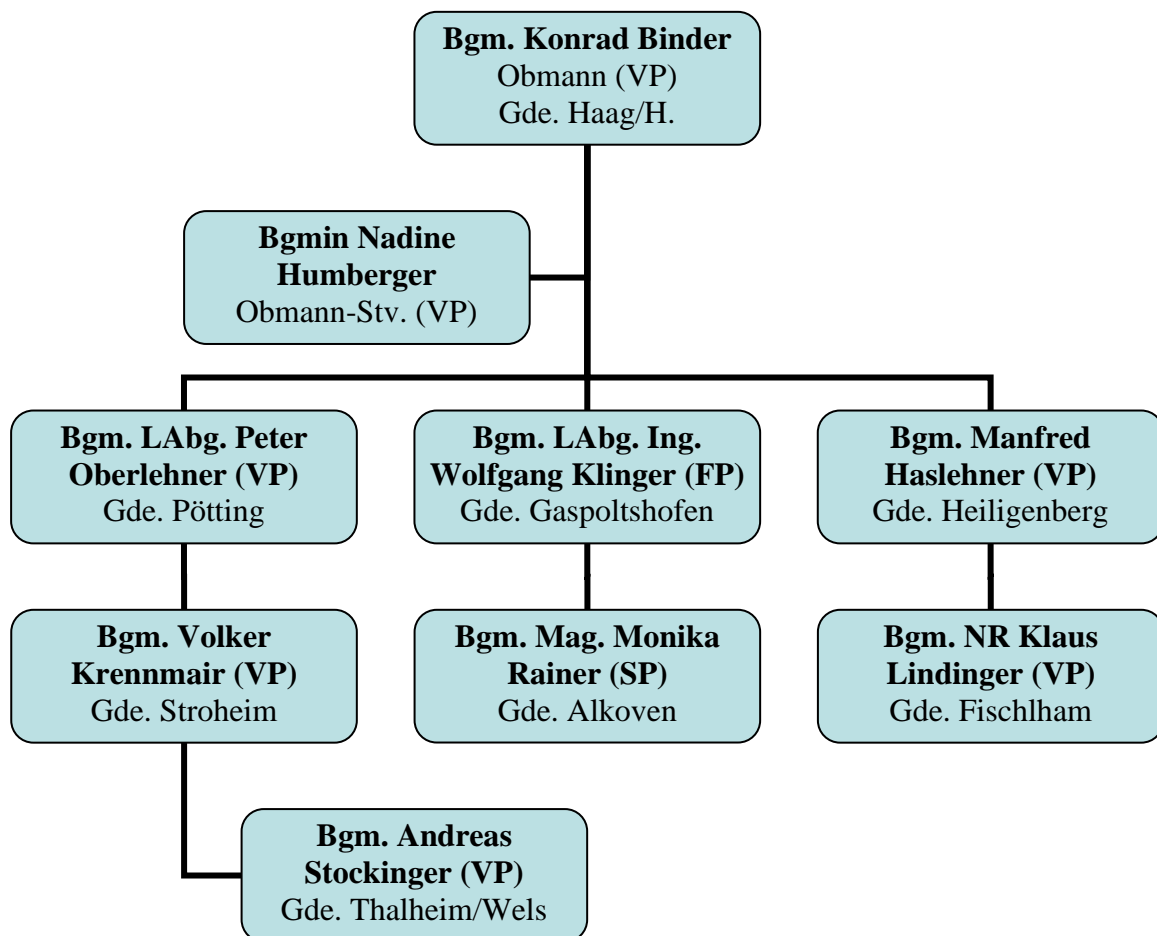 Bgm. Konrad Binder
Obmann (VP)
Gde. Haag/H.
Bgmin Nadine
Humberger
Obmann-Stv. (VP)
Bgm. LAbg. Peter
Oberlehner (VP)
Gde. Pötting
Bgm. LAbg. Ing.
Wolfgang Klinger (FP)
Gde. Gaspoltshofen
Bgm. Manfred
Haslehner (VP)
Gde. Heiligenberg
Bgm. Volker
Krennmair (VP)
Gde. Stroheim
Bgm. Mag. Monika
Rainer (SP)
Gde. Alkoven
Bgm. NR Klaus
Lindinger (VP)
Gde. Fischlham
Bgm. Andreas
Stockinger (VP)
Gde. Thalheim/Wels